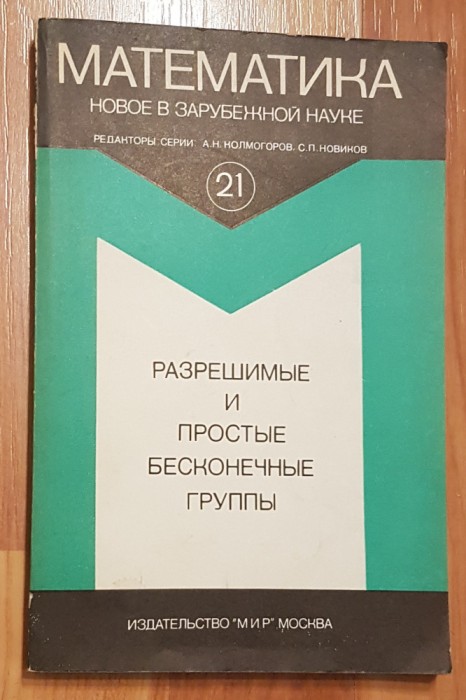 МАТЕМАТИКА
НОВОЕ В ЗАРУБЕЖНОЙ НАУКЕ
РЕДАКТОРЫ СЕРИИ: А.Н. КОЛМОГОРОВ, С.П. НОВИКОВ
21
РАЗРЕШИМЫЕ
И
ПРОСТЫЕ
БЕСКОНЕЧНЫЕ
ГРУППЫ
ИЗДАТЕЛЬСТВО "МИР" МОСКВА